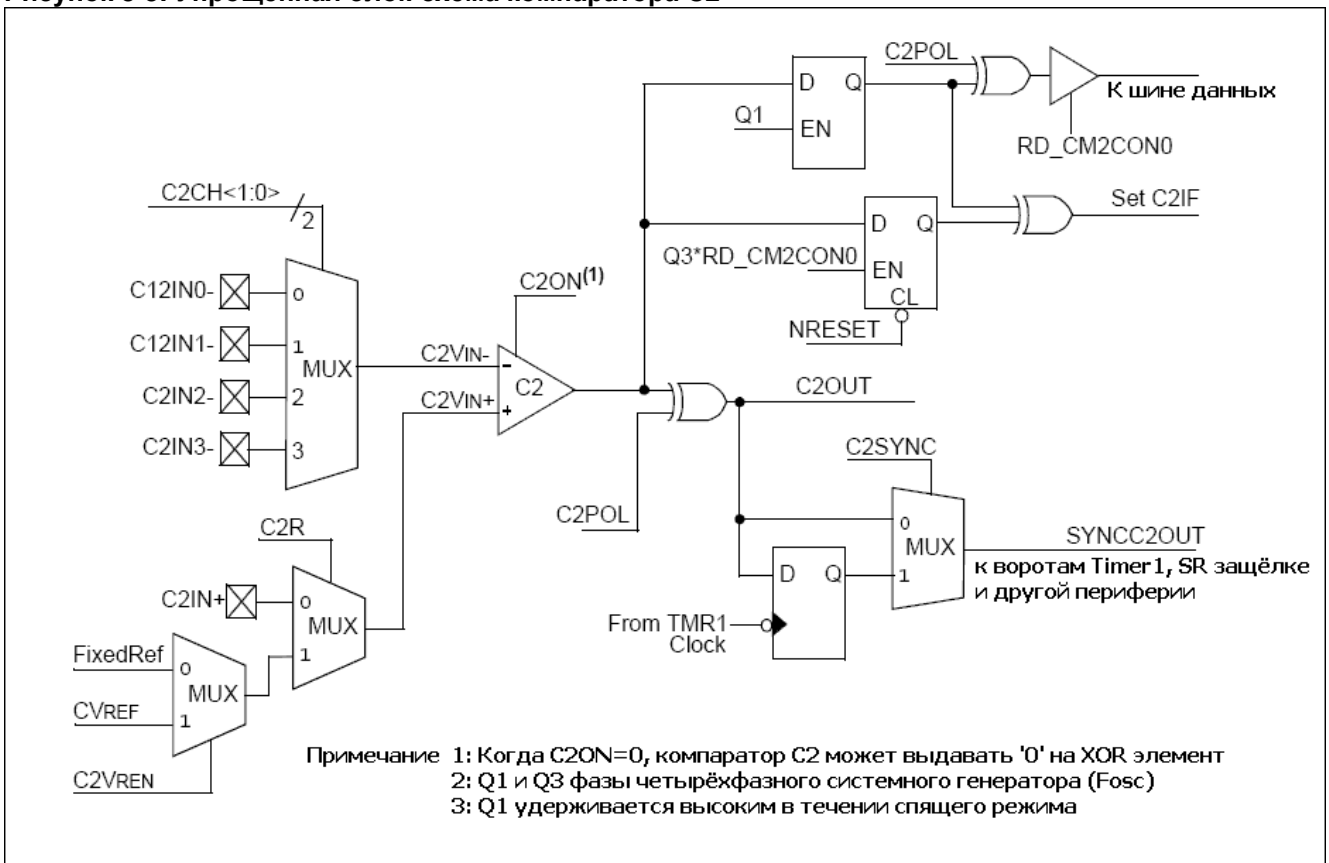 C2POL
D Q
Q1
EN
К шине данных
RD_CM2CON0
C2CH<1:0>
2
Set C2IF
D Q
Q3*RD_CM2CON0
EN
CL
NRESET
C2ON(1)
C12IN0-
0
C12IN1-
1
MUX
C2IN2-
2
C2IN3-
3
C2VIN-
-
C2
C2VIN+
+
C2OUT
C2POL
C2SYNC
0
MUX
1
SYNCC2OUT
к воротам Timer1, SR защёлке
и другой периферии
D Q
From TMR1
Clock
C2R
C2IN+
0
MUX
1
FixedRef
0
MUX
CVREF
1
C2VREN
Примечание 1: Когда C2ON=0, компаратор C2 может выдавать '0' на XOR элемент
2: Q1 и Q3 фазы четырёхфазного системного генератора (Fosc)
3: Q1 удерживается высоким в течении спящего режима